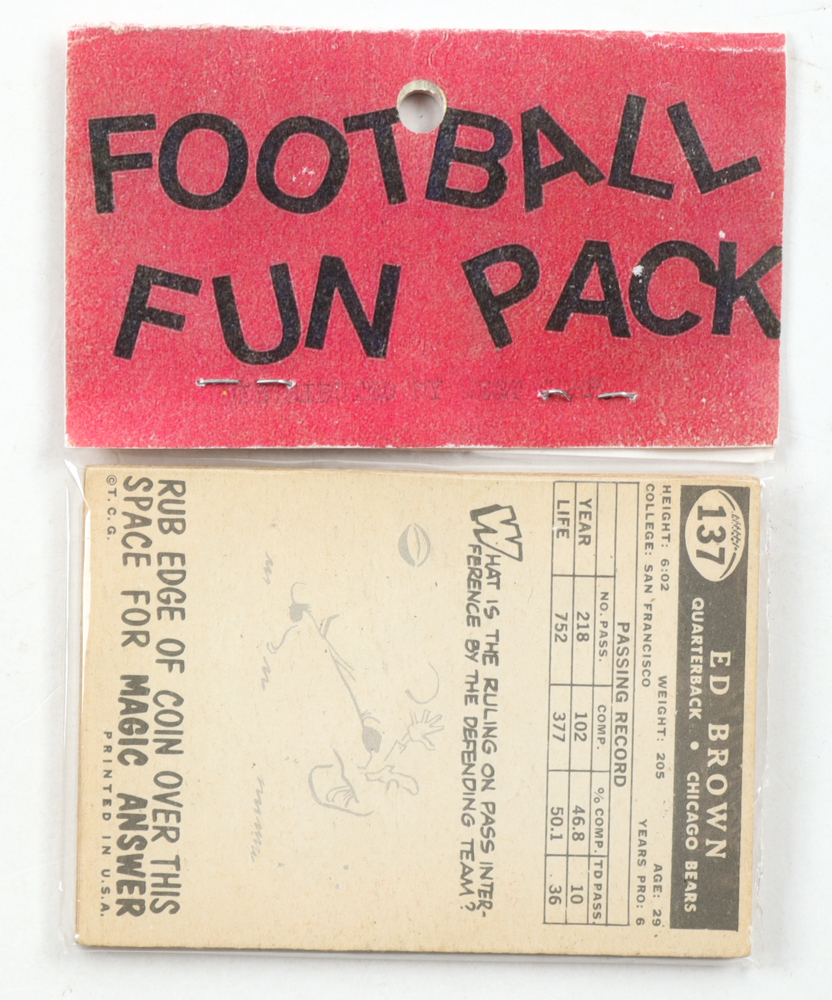 FOOTBALL
FUN PACK
137
ED BROWN
QUARTERBACK • CHICAGO BEARS
HEIGHT: 6:02 WEIGHT: 205 AGE: 29
COLLEGE: SAN FRANCISCO YEARS PRO: 6
PASSING RECORD
YEAR NO. PASS. COMP. % COMP. TD PASS.
218 102 46.8 10
LIFE 752 377 50.1 36
WHAT IS THE RULING ON PASS INTER-
FERENCE BY THE DEFENDING TEAM?
RUB EDGE OF COIN OVER THIS
SPACE FOR MAGIC ANSWER
©T.C.G. PRINTED IN U.S.A.